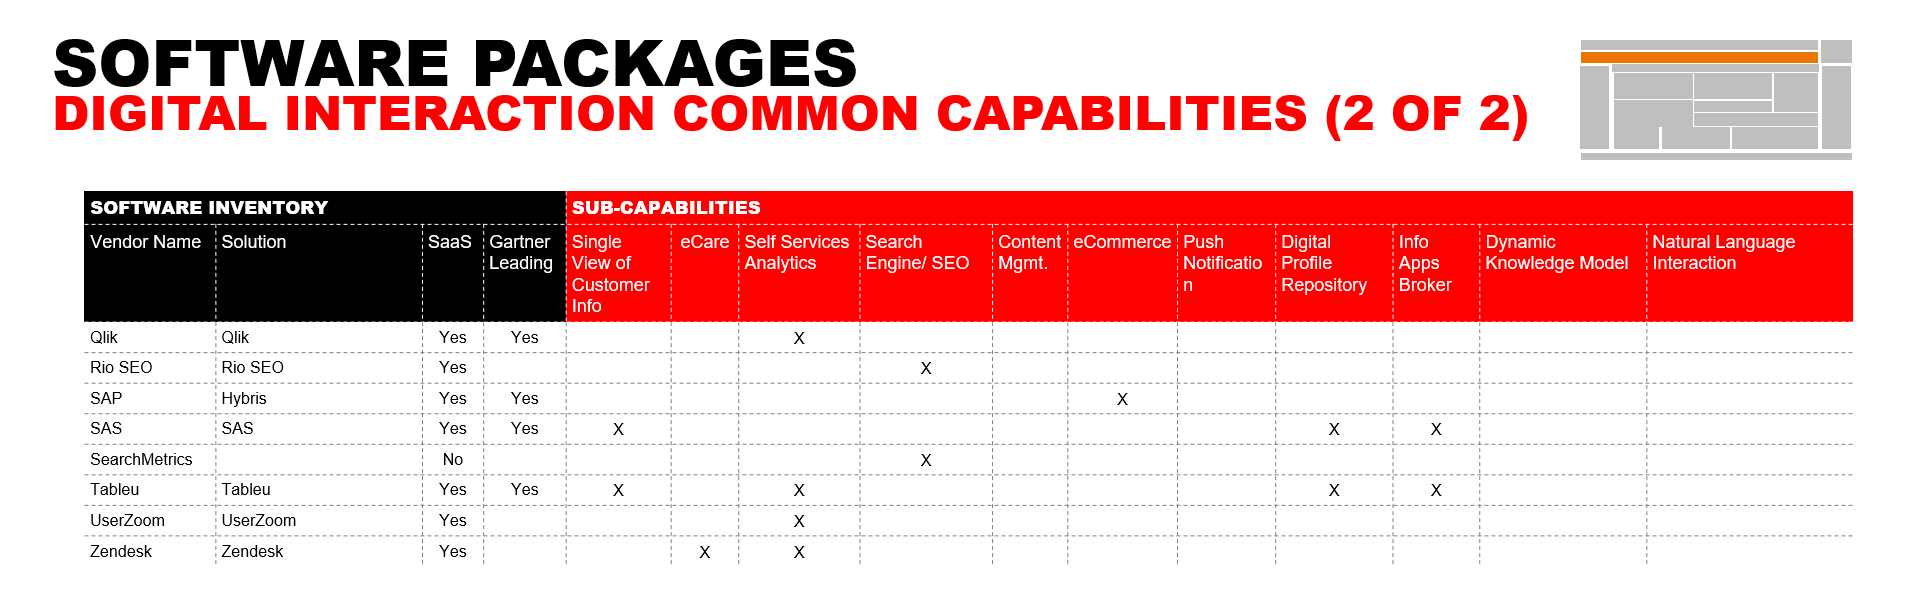 SOFTWARE PACKAGES
DIGITAL INTERACTION COMMON CAPABILITIES (2 OF 2)
SOFTWARE INVENTORY SUB-CAPABILITIES
Vendor Name Solution SaaS Gartner Leading Single View of Customer Info eCare Self Services Analytics Search Engine/ SEO Content Mgmt. eCommerce Push Notificatio n Digital Profile Repository Info Apps Broker Dynamic Knowledge Model Natural Language Interaction
Qlik Qlik Yes Yes X
Rio SEO Rio SEO Yes X
SAP Hybris Yes Yes X
SAS SAS Yes Yes X X X
SearchMetrics No X
Tableu Tableu Yes Yes X X X X
UserZoom UserZoom Yes X
Zendesk Zendesk Yes X X